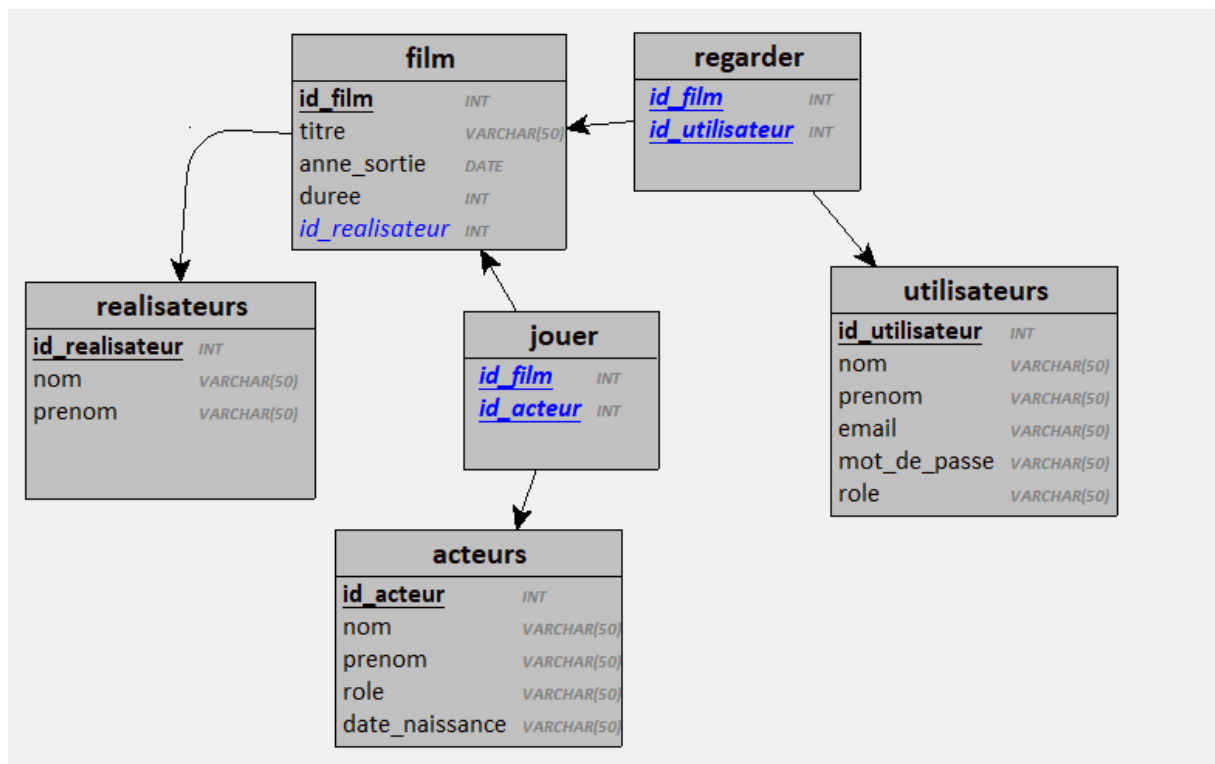 film
id_film INT
titre VARCHAR(50)
anne_sortie DATE
duree INT
id_realisateur INT
regarder
id_film INT
id_utilisateur INT
realisateurs
id_realisateur INT
nom VARCHAR(50)
prenom VARCHAR(50)
jouer
id_film INT
id_acteur INT
utilisateurs
id_utilisateur INT
nom VARCHAR(50)
prenom VARCHAR(50)
email VARCHAR(50)
mot_de_passe VARCHAR(50)
role VARCHAR(50)
acteurs
id_acteur INT
nom VARCHAR(50)
prenom VARCHAR(50)
role VARCHAR(50)
date_naissance VARCHAR(50)